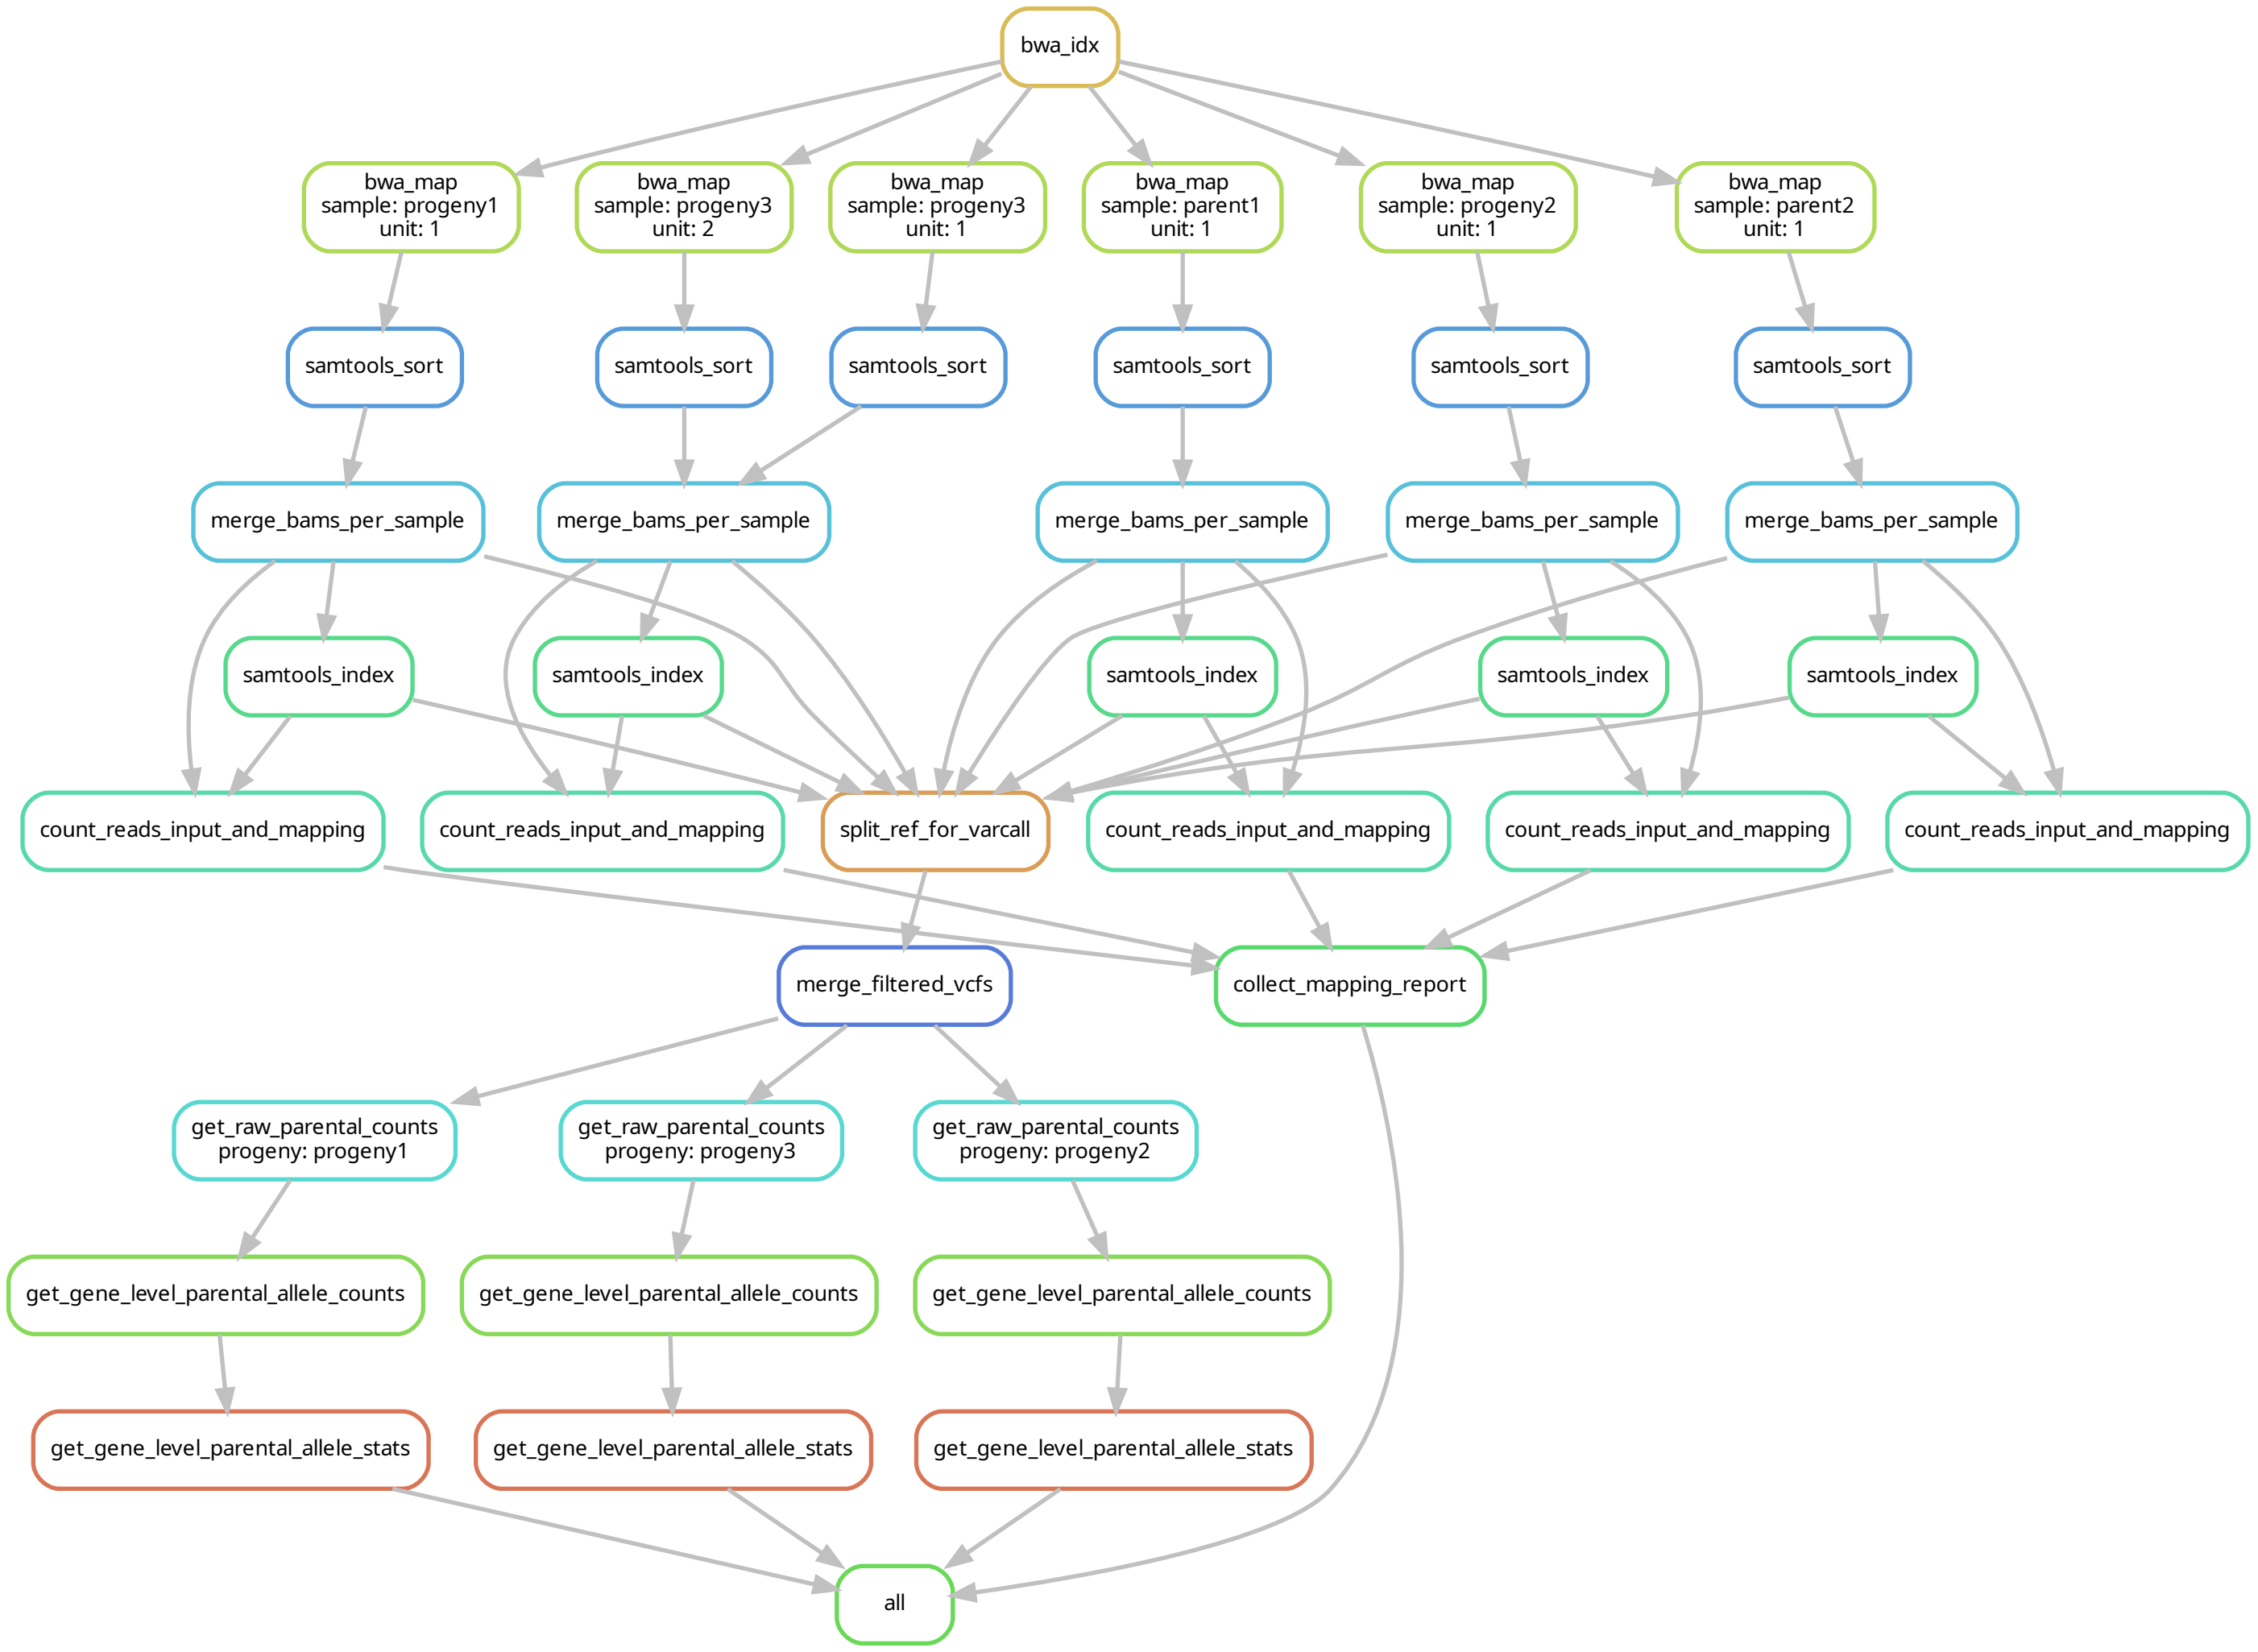 bwa_idx
bwa_map
sample: progeny1
unit: 1
bwa_map
sample: progeny3
unit: 2
bwa_map
sample: progeny3
unit: 1
bwa_map
sample: parent1
unit: 1
bwa_map
sample: progeny2
unit: 1
bwa_map
sample: parent2
unit: 1
samtools_sort
samtools_sort
samtools_sort
samtools_sort
samtools_sort
samtools_sort
merge_bams_per_sample
merge_bams_per_sample
merge_bams_per_sample
merge_bams_per_sample
merge_bams_per_sample
samtools_index
samtools_index
samtools_index
samtools_index
samtools_index
count_reads_input_and_mapping
count_reads_input_and_mapping
split_ref_for_varcall
count_reads_input_and_mapping
count_reads_input_and_mapping
count_reads_input_and_mapping
merge_filtered_vcfs
collect_mapping_report
get_raw_parental_counts
progeny: progeny1
get_raw_parental_counts
progeny: progeny3
get_raw_parental_counts
progeny: progeny2
get_gene_level_parental_allele_counts
get_gene_level_parental_allele_counts
get_gene_level_parental_allele_counts
get_gene_level_parental_allele_stats
get_gene_level_parental_allele_stats
get_gene_level_parental_allele_stats
all